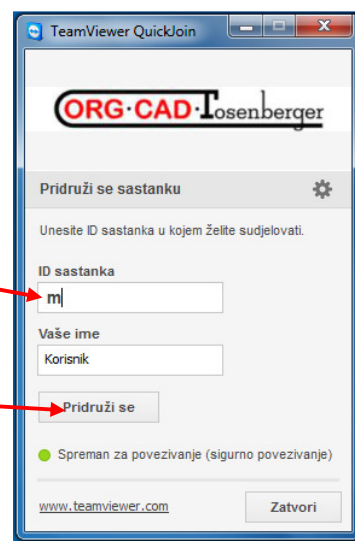 TeamViewer QuickJoin
ORG·CAD·Tosenberger
Pridruži se sastanku
Unesite ID sastanka u kojem želite sudjelovati.
ID sastanka
m
Vaše ime
Korisnik
Pridruži se
Spreman za povezivanje (sigurno povezivanje)
www.teamviewer.com
Zatvori